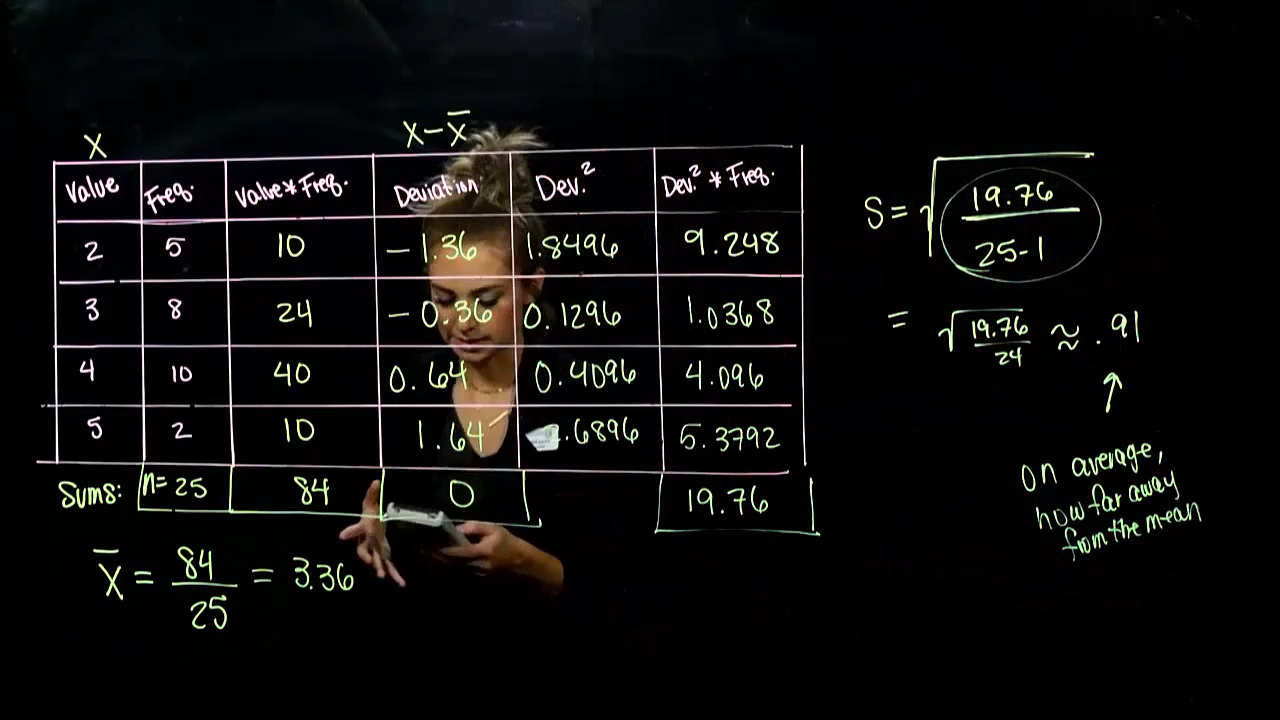 X X - X̄
Value Freq. Value*Freq. Deviation Dev.² Dev.² * Freq.
2 5 10 -1.36 1.8496 9.248
3 8 24 -0.36 0.1296 1.0368
4 10 40 0.64 0.4096 4.096
5 2 10 1.64 .6896 5.3792
Sums: n=25 84 0 19.76
X̄ = 84/25 = 3.36
S = √(19.76/(25-1))
= √(19.76/24) ≈ .91
↑
on average,
how far away
from the mean